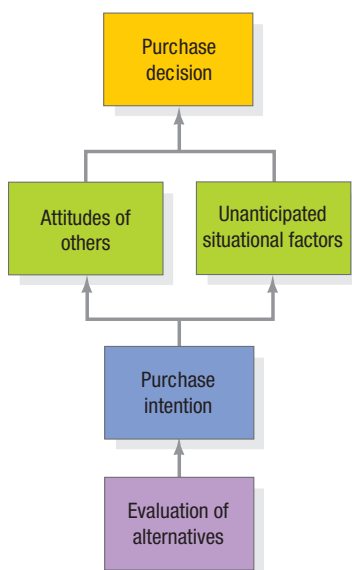 Purchase
decision
Attitudes of
others
Unanticipated
situational factors
Purchase
intention
Evaluation of
alternatives